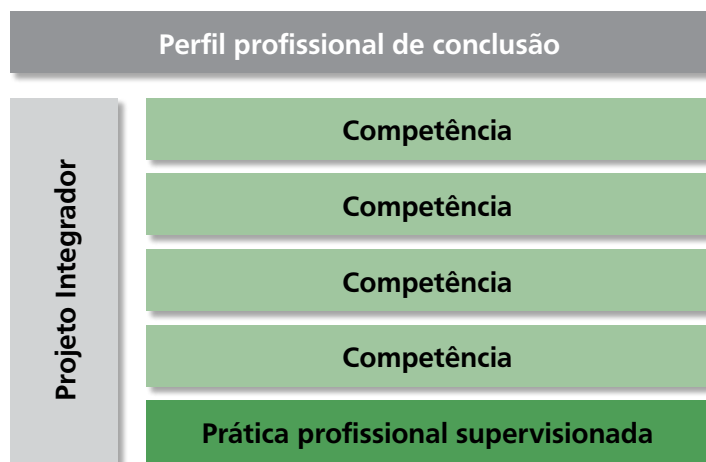 Perfil profissional de conclusão
Projeto Integrador
Competência
Competência
Competência
Competência
Prática profissional supervisionada